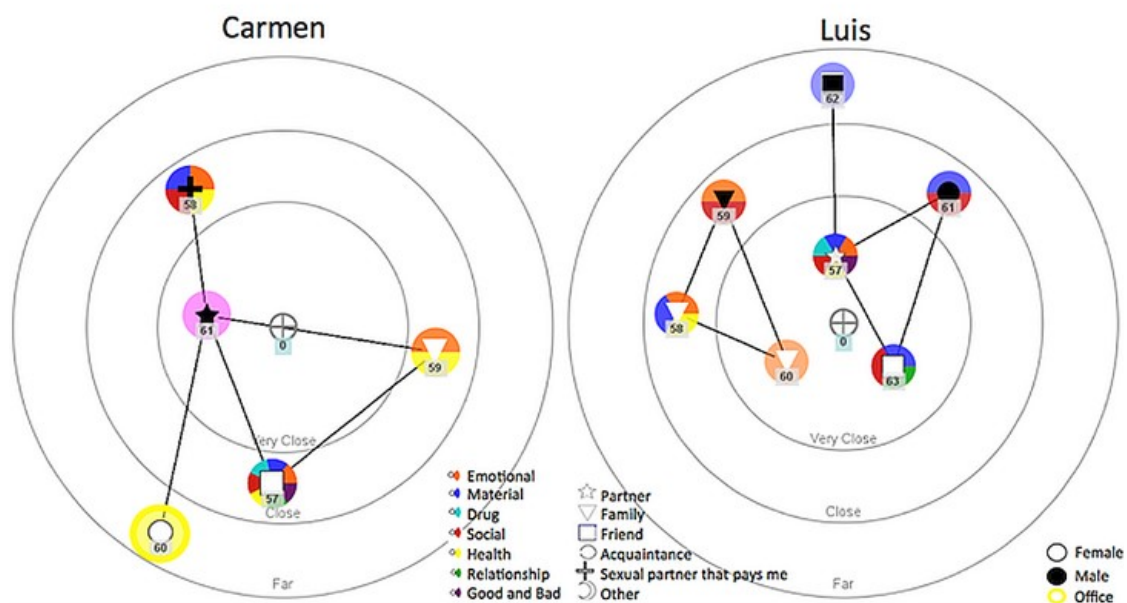 Carmen
Luis
58
61
0
59
Very Close
57
Close
60
Far
62
59
61
57
58
0
60
63
Very Close
Close
Far
Emotional
Material
Drug
Social
Health
Relationship
Good and Bad
Partner
Family
Friend
Acquaintance
Sexual partner that pays me
Other
Female
Male
Office